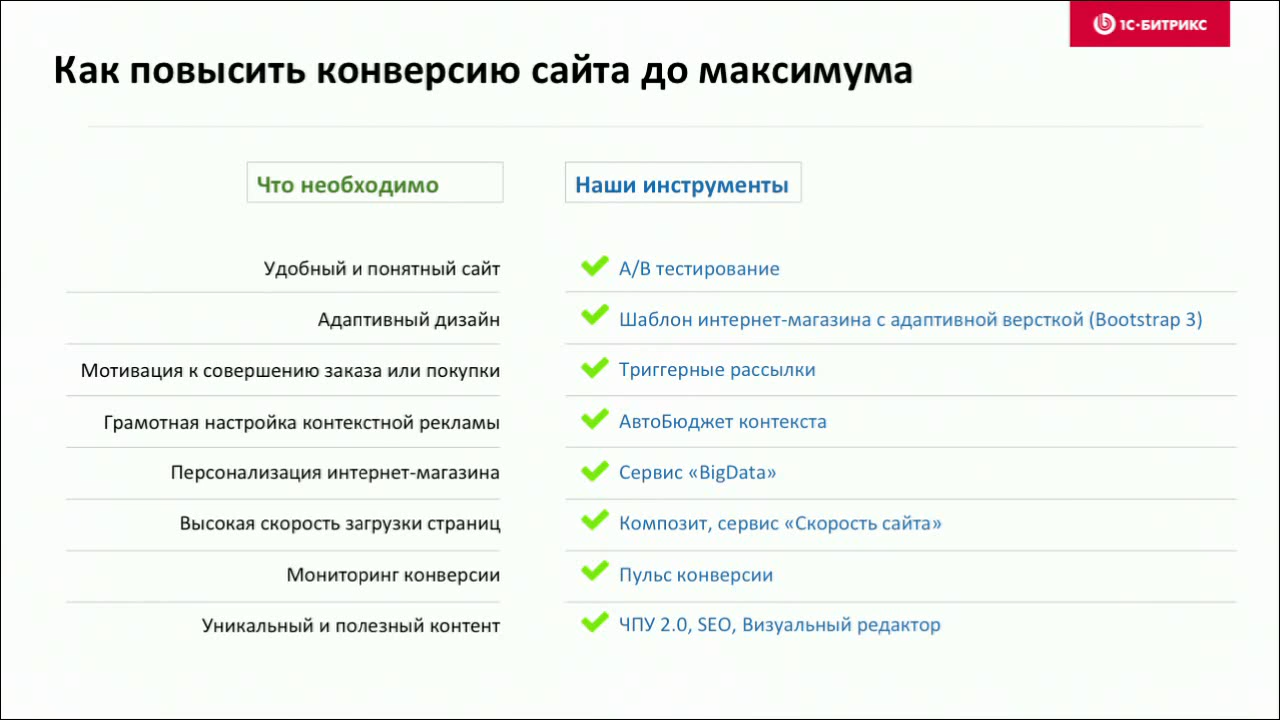 1С-БИТРИКС
Как повысить конверсию сайта до максимума
Что необходимо
Наши инструменты
Удобный и понятный сайт
А/В тестирование
Адаптивный дизайн
Шаблон интернет-магазина с адаптивной версткой (Bootstrap 3)
Мотивация к совершению заказа или покупки
Триггерные рассылки
Грамотная настройка контекстной рекламы
АвтоБюджет контекста
Персонализация интернет-магазина
Сервис «BigData»
Высокая скорость загрузки страниц
Композит, сервис «Скорость сайта»
Мониторинг конверсии
Пульс конверсии
Уникальный и полезный контент
ЧПУ 2.0, SEO, Визуальный редактор